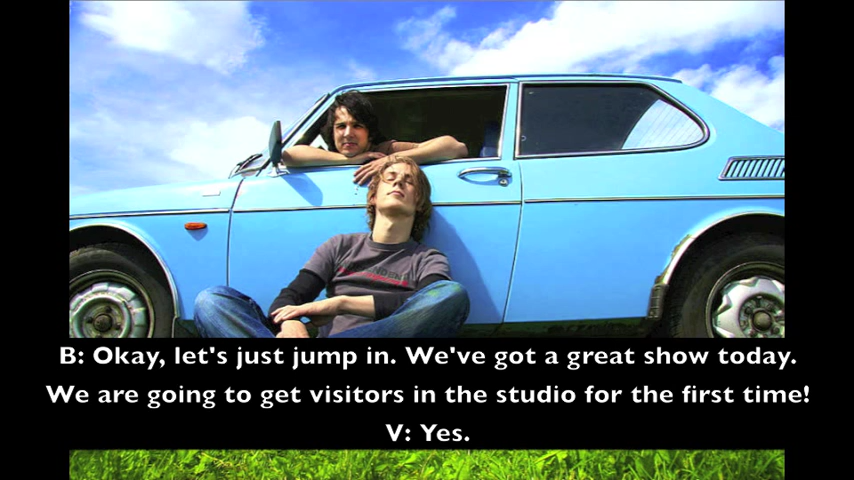 B: Okay, let's just jump in. We've got a great show today.
We are going to get visitors in the studio for the first time!
V: Yes.